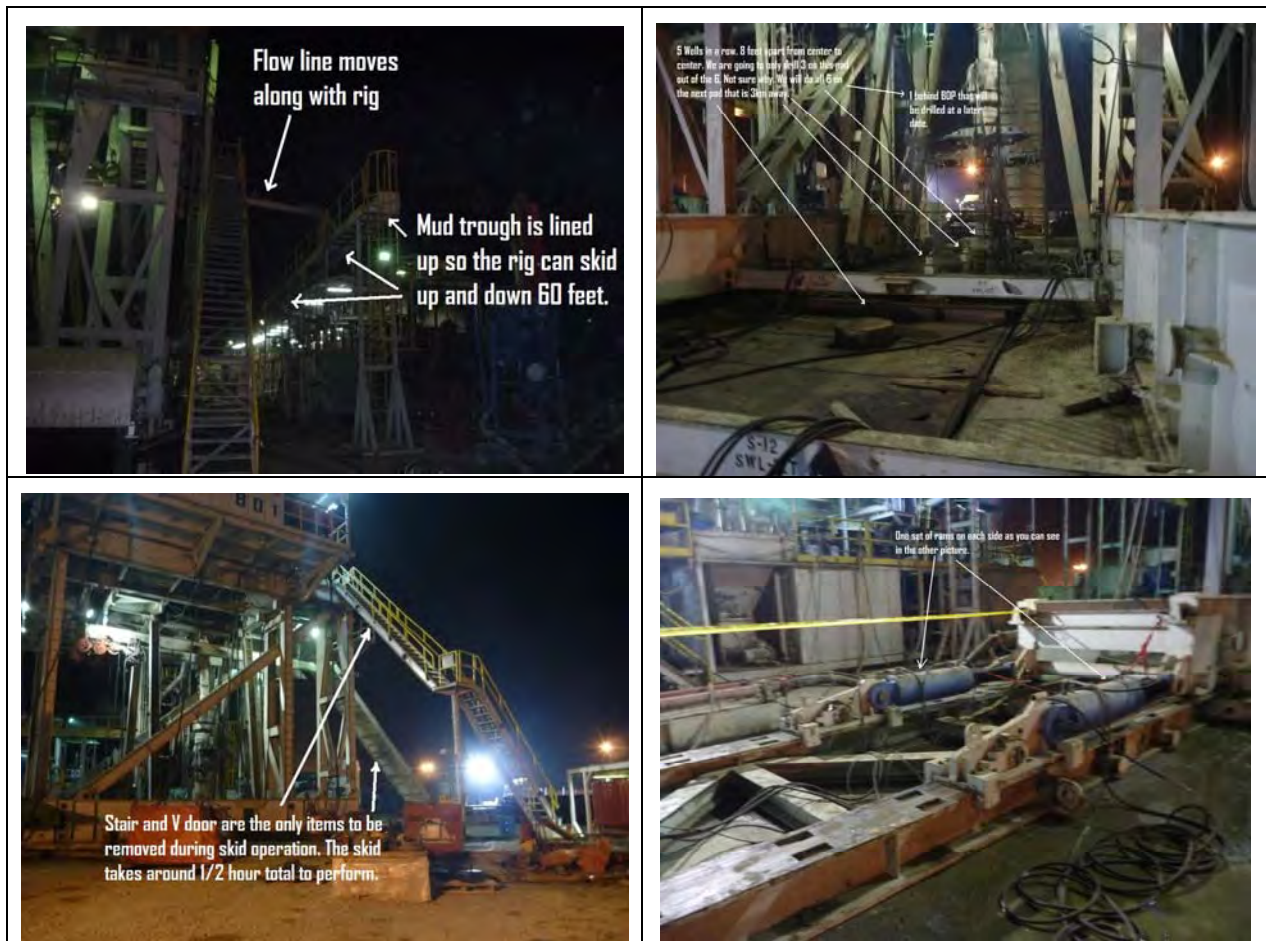 Flow line moves
along with rig
Mud trough is lined
up so the rig can skid
up and down 60 feet.
5 Wells in a row. 8 feet apart from center to
center. We are going to only drill 3 on this pad
out of the 6. Not sure why. We will do all 6 on
the next pad that is 3km away.
1 behind BOP that will
be drilled at a later
date.
S-12
801
Stair and V door are the only items to be
removed during skid operation. The skid
takes around 1/2 hour total to perform.
One set of rams on each side as you can see
in the other picture.